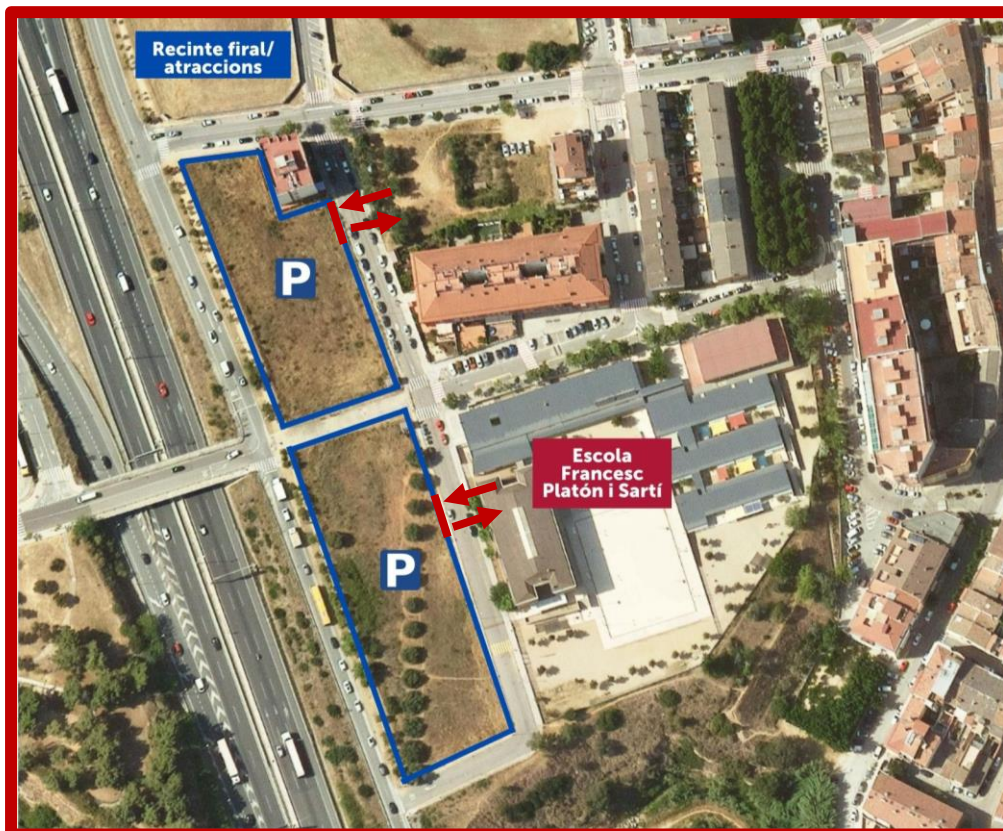 Recinte firal/
atraccions
P
Escola
Francesc
Platón i Sartí
P